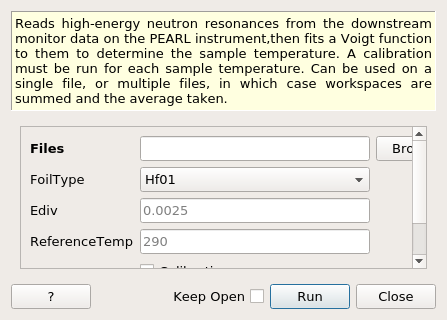 Reads high-energy neutron resonances from the downstream
monitor data on the PEARL instrument,then fits a Voigt function
to them to determine the sample temperature. A calibration
must be run for each sample temperature. Can be used on a
single file, or multiple files, in which case workspaces are
summed and the average taken.
Files
FoilType Hf01
Ediv 0.0025
ReferenceTemp 290
? Keep Open Run Close